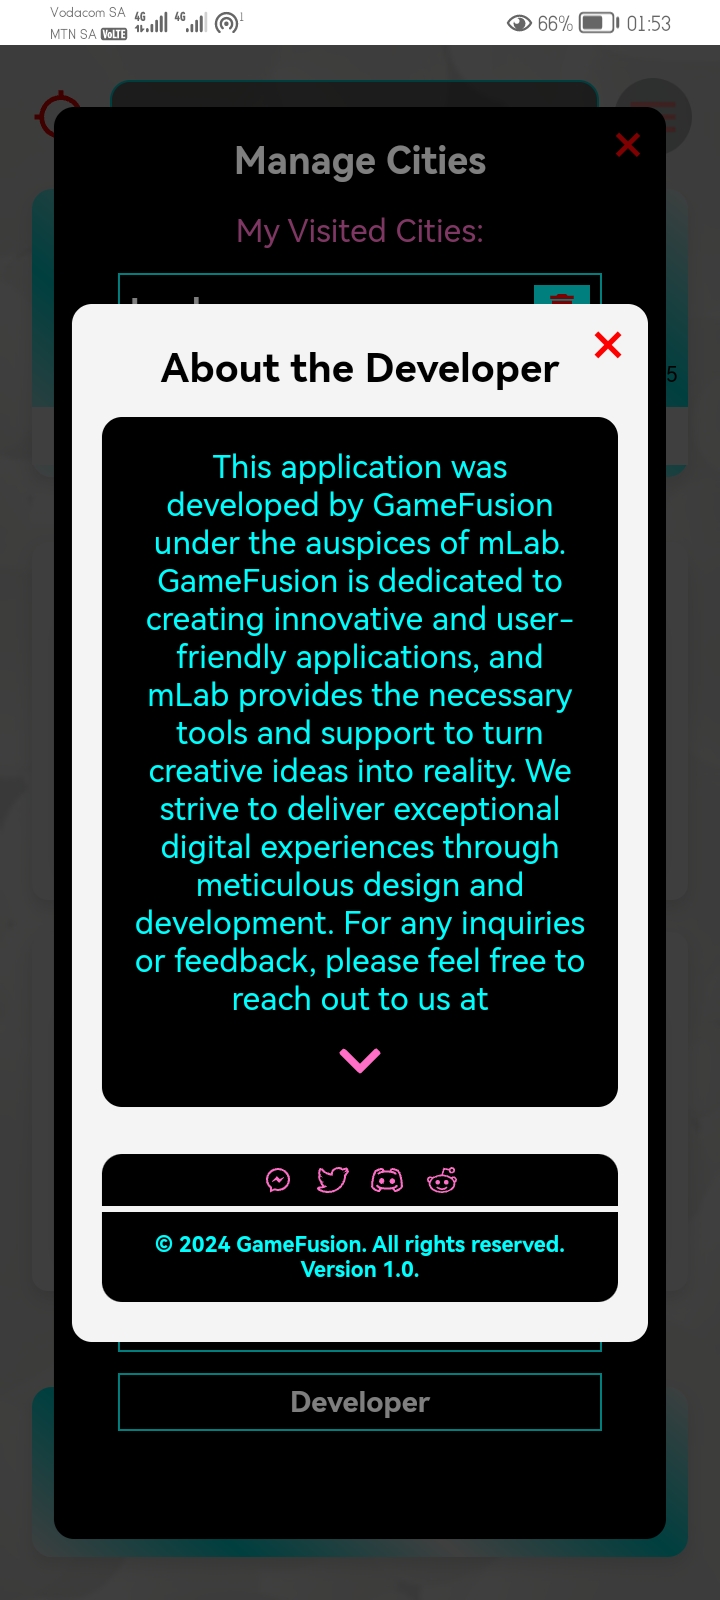 Vodacom SA
MTN SA VoLTE
4G 4G 1
66% 01:53
Manage Cities
My Visited Cities:
5
About the Developer
This application was
developed by GameFusion
under the auspices of mLab.
GameFusion is dedicated to
creating innovative and user-
friendly applications, and
mLab provides the necessary
tools and support to turn
creative ideas into reality. We
strive to deliver exceptional
digital experiences through
meticulous design and
development. For any inquiries
or feedback, please feel free to
reach out to us at
© 2024 GameFusion. All rights reserved.
Version 1.0.
Developer